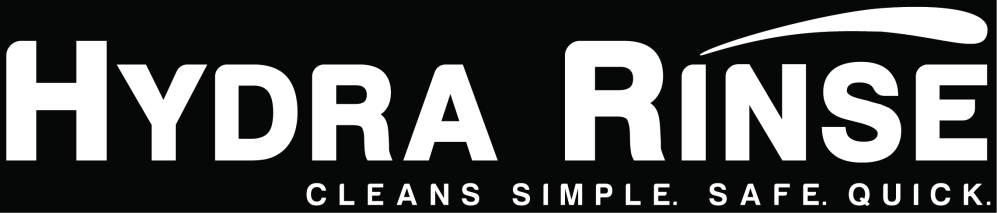 HYDRA RINSE
CLEANS SIMPLE. SAFE. QUICK.